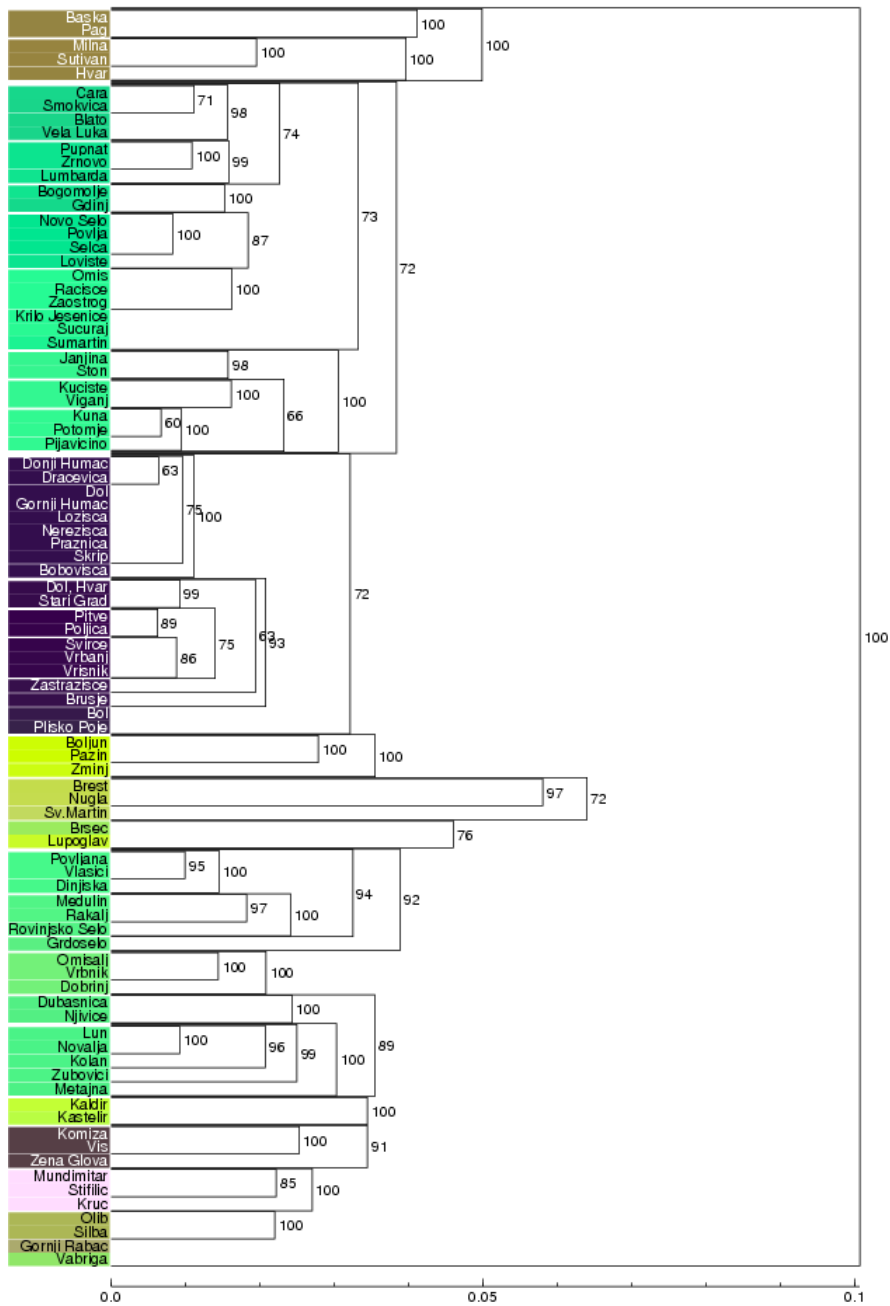 Baska
Pag 100
100
Milna
Sutivan 100 100
Hvar
Cara
Smokvica 71
Blato 98
Vela Luka 74
Pupnat
Zrnovo 100
Lumbarda 99
Bogomolje 100
Gdinj
Novo Selo 73
Povlja 100
Selca 87
Loviste 72
Omis
Racisce 100
Zaostrog
Krilo Jesenice
Sucuraj
Sumartin
Janjina
Ston 98
Kuciste 100
Viganj 100
Kuna 60 66
Potomje 100
Pijavicino
Donji Humac
Dracevica 63
Dol
Gornji Humac 75
Lozisca 100
Nerezisca
Praznica
Skrip
Bobovisca
Dol, Hvar 99 72
Stari Grad
Pitve 89
Poljica 63
Svirce 75 93 100
Vrbanj 86
Vrisnik
Zastrazisce
Brusje
Bol
Plisko Poje
Boljun
Pazin 100 100
Zminj
Brest
Nugla 97 72
Sv.Martin
Brsec 76
Lupoglav
Povljana
Vlasici 95 100
Dinjiska 94 92
Medulin
Rakalj 97 100
Rovinjsko Selo
Grdoselo
Omisalj
Vrbnik 100 100
Dobrinj
Dubasnica
Njivice 100
Lun
Novalja 100 96 89
Kolan 99 100
Zubovici
Metajna
Kaldir 100
Kastelir
Komiza
Vis 100 91
Zena Glova
Mundimitar
Stifilic 85 100
Kruc
Olib
Silba 100
Gornji Rabac
Vabriga
0.0 0.05 0.1